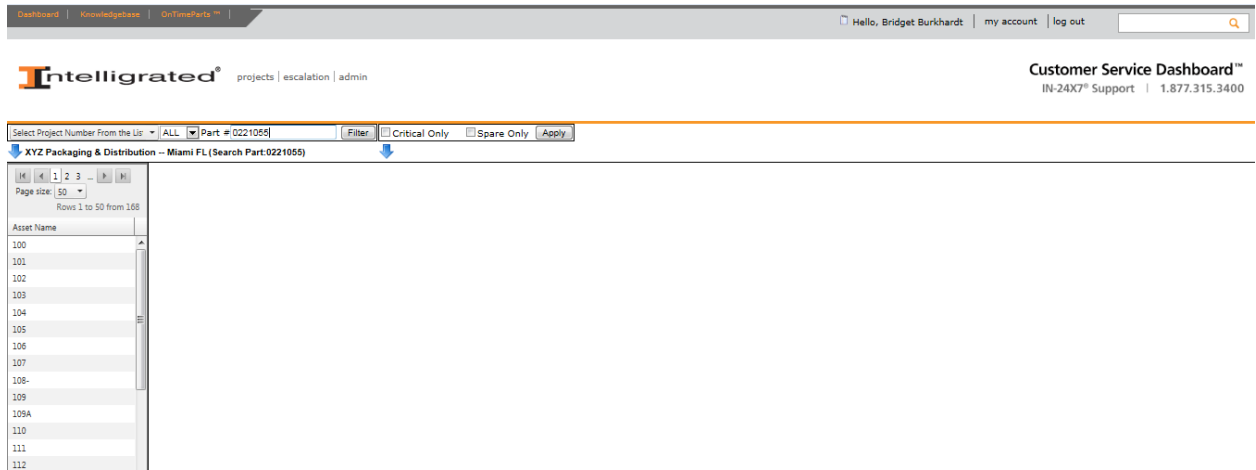 Dashboard | Knowledgebase | OnTimeParts ™ |
Hello, Bridget Burkhardt | my account | log out
Intelligrated® projects | escalation | admin
Customer Service Dashboard™
IN-24X7® Support | 1.877.315.3400
Select Project Number From the Lis ALL Part # 0221055 Filter Critical Only Spare Only Apply
XYZ Packaging & Distribution -- Miami FL (Search Part:0221055)
1 2 3 ...
Page size: 50
Rows 1 to 50 from 168
Asset Name
100
101
102
103
104
105
106
107
108-
109
109A
110
111
112